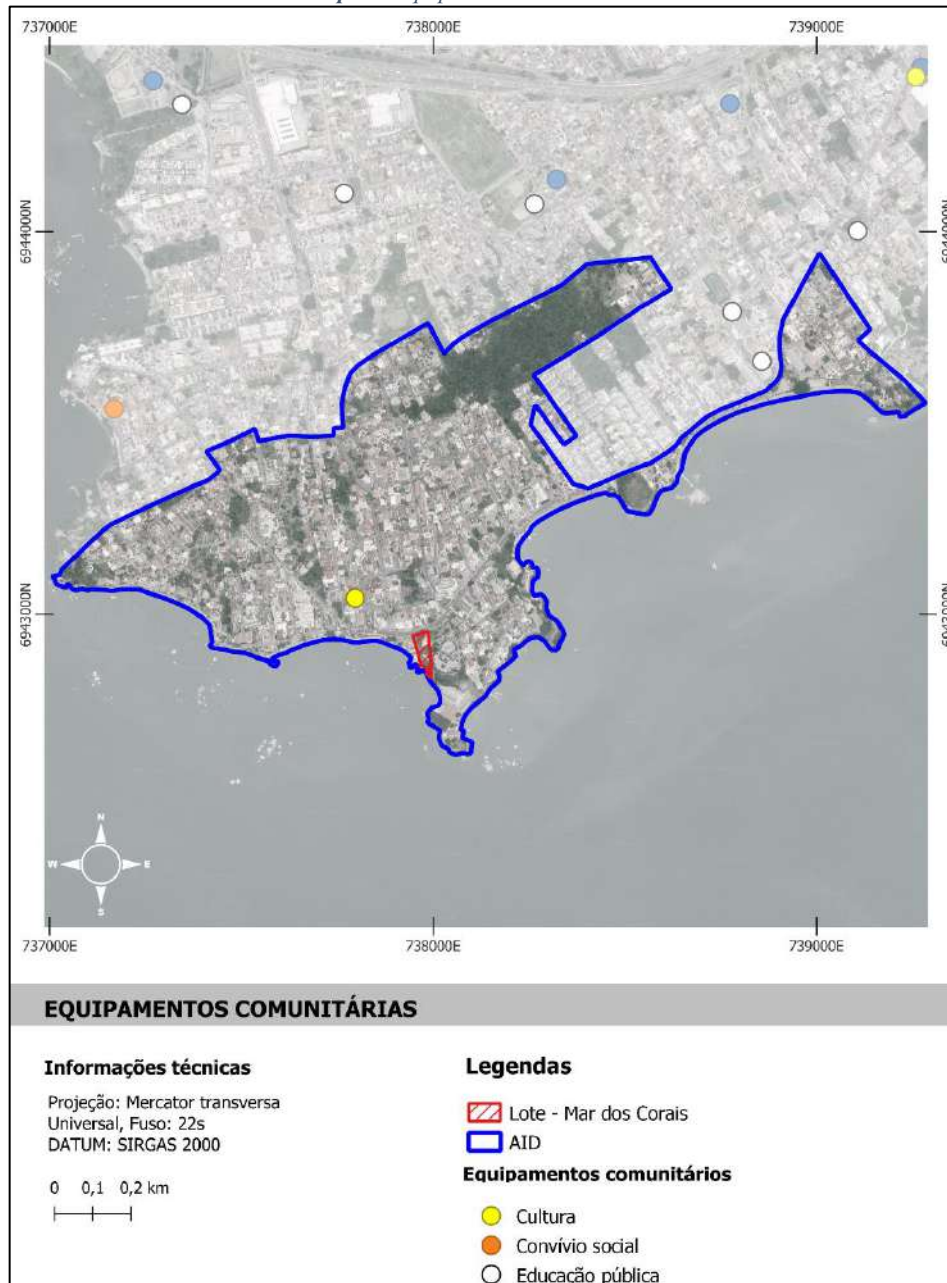 737000E 738000E 739000E
6944000N 6944000N
6943000N 6943000N
N
W E
S
737000E 738000E 739000E
EQUIPAMENTOS COMUNITÁRIAS
Informações técnicas
Projeção: Mercator transversa
Universal, Fuso: 22s
DATUM: SIRGAS 2000
0 0,1 0,2 km
Legendas
Lote - Mar dos Corais
AID
Equipamentos comunitários
Cultura
Convívio social
Educação pública